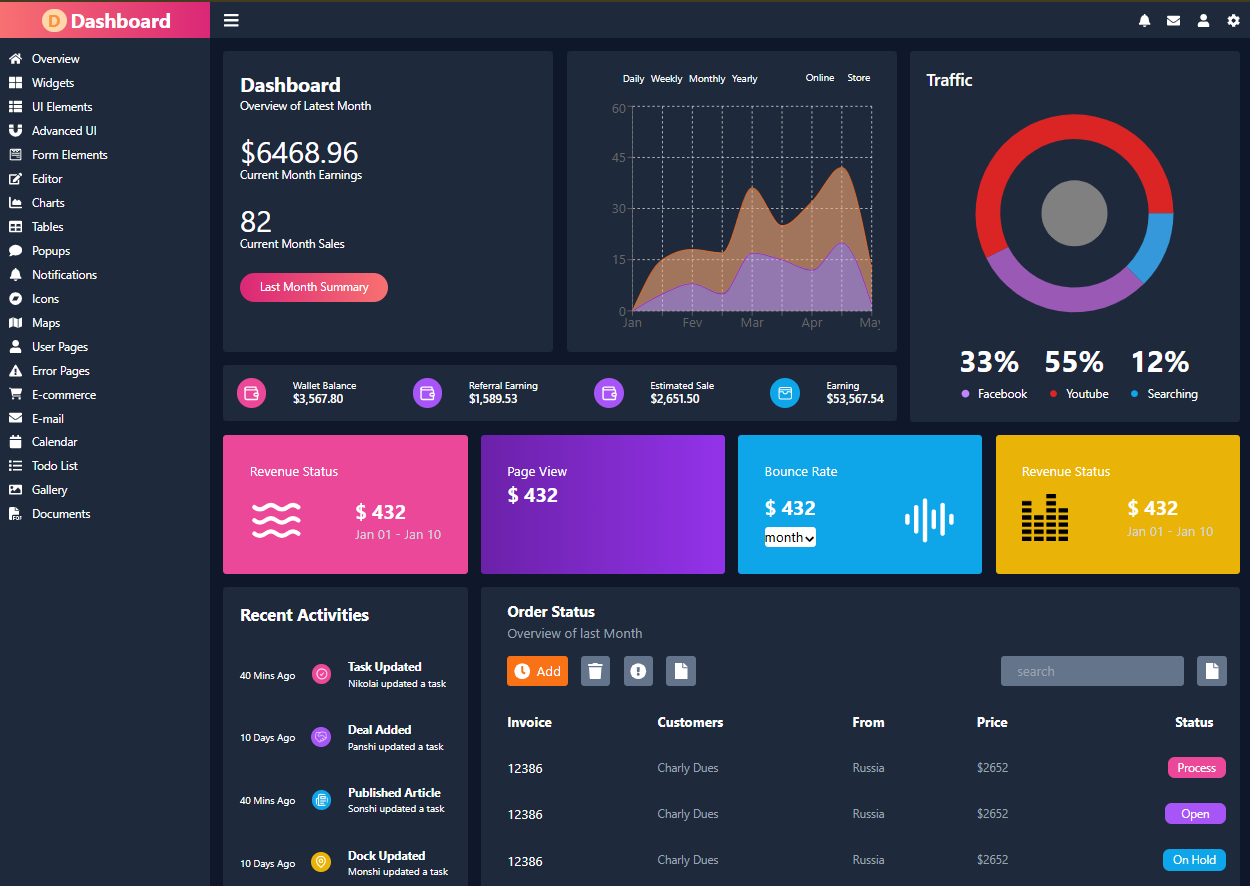 D Dashboard
Overview
Widgets
UI Elements
Advanced UI
Form Elements
Editor
Charts
Tables
Popups
Notifications
Icons
Maps
User Pages
Error Pages
E-commerce
E-mail
Calendar
Todo List
Gallery
Documents
Dashboard
Overview of Latest Month
$6468.96
Current Month Earnings
82
Current Month Sales
Last Month Summary
Daily Weekly Monthly Yearly Online Store
60
45
30
15
0
Jan Fev Mar Apr May
Traffic
33% 55% 12%
Facebook Youtube Searching
Wallet Balance
$3,567.80
Referral Earning
$1,589.53
Estimated Sale
$2,651.50
Earning
$53,567.54
Revenue Status
$ 432
Jan 01 - Jan 10
Page View
$ 432
Bounce Rate
$ 432
month
Revenue Status
$ 432
Jan 01 - Jan 10
Recent Activities
40 Mins Ago
Task Updated
Nikolai updated a task
10 Days Ago
Deal Added
Panshi updated a task
40 Mins Ago
Published Article
Sonshi updated a task
10 Days Ago
Dock Updated
Monshi updated a task
Order Status
Overview of last Month
Add
search
Invoice Customers From Price Status
12386 Charly Dues Russia $2652 Process
12386 Charly Dues Russia $2652 Open
12386 Charly Dues Russia $2652 On Hold